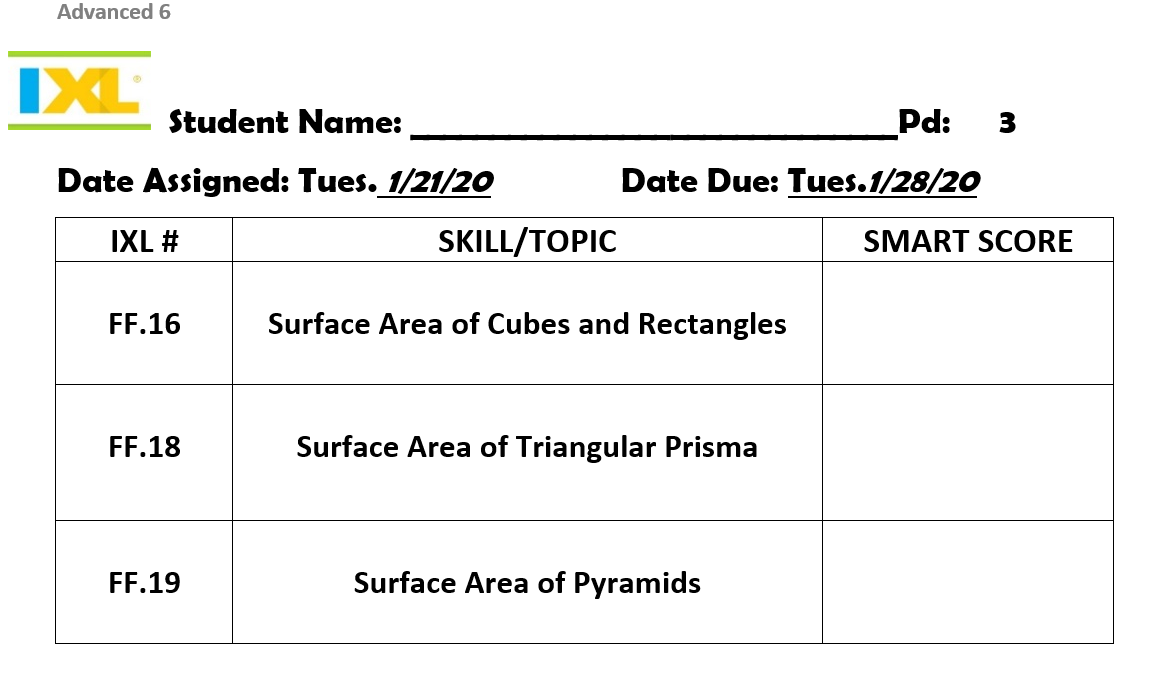 Advanced 6
IXL®
Student Name: ______________________________Pd: 3
Date Assigned: Tues. 1/21/20 Date Due: Tues.1/28/20
IXL # SKILL/TOPIC SMART SCORE
FF.16 Surface Area of Cubes and Rectangles
FF.18 Surface Area of Triangular Prisma
FF.19 Surface Area of Pyramids